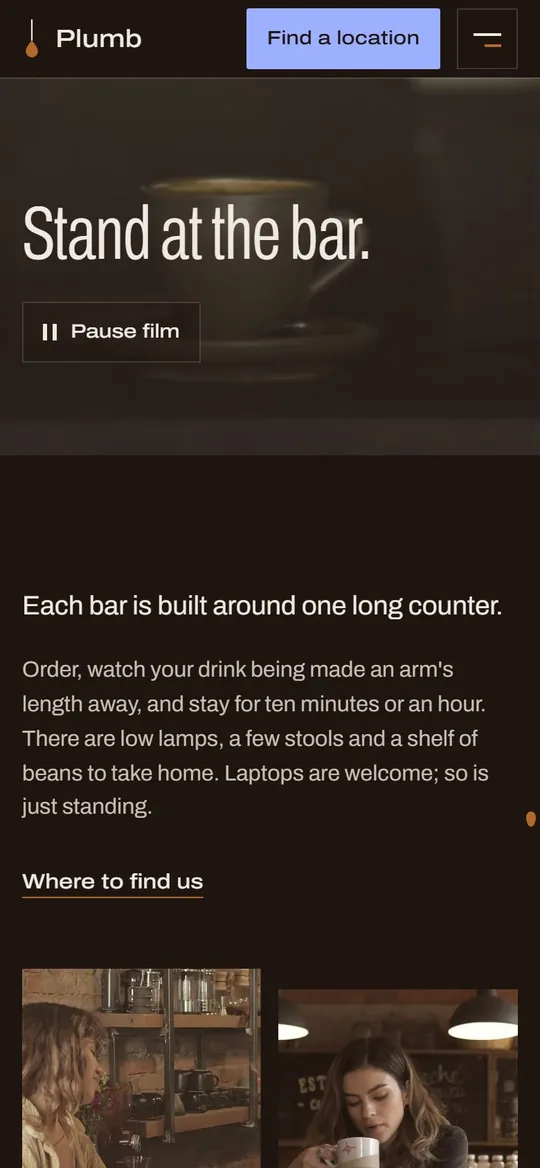 Plumb
Find a location
Stand at the bar.
Pause film
Each bar is built around one long counter.
Order, watch your drink being made an arm's
length away, and stay for ten minutes or an hour.
There are low lamps, a few stools and a shelf of
beans to take home. Laptops are welcome; so is
just standing.
Where to find us
EST